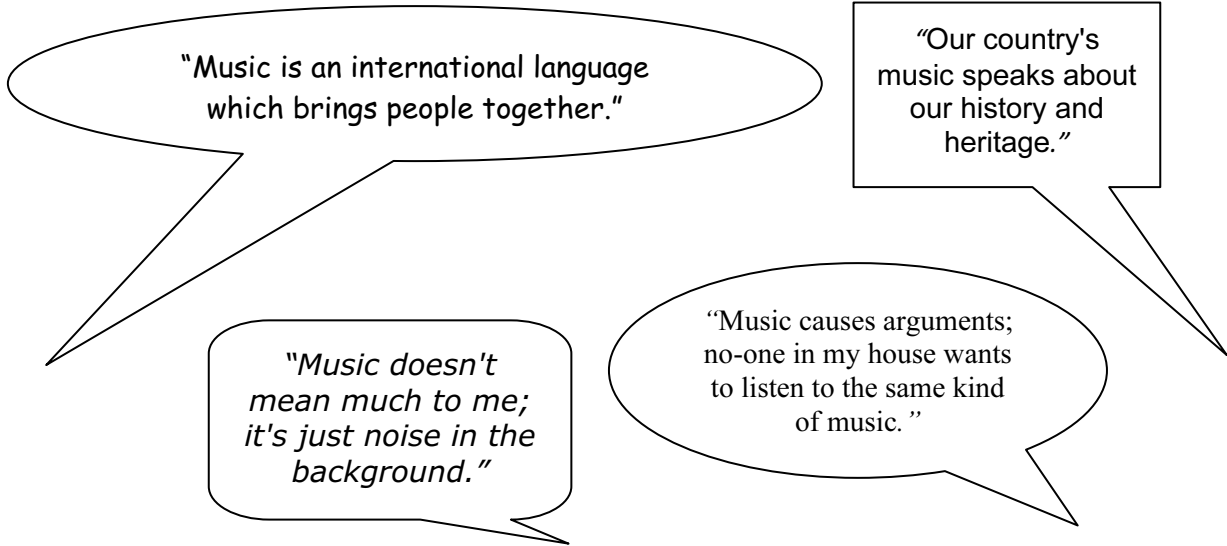 “Music is an international language
which brings people together.”
“Our country's
music speaks about
our history and
heritage.”
“Music doesn't
mean much to me;
it's just noise in the
background.”
“Music causes arguments;
no-one in my house wants
to listen to the same kind
of music.”